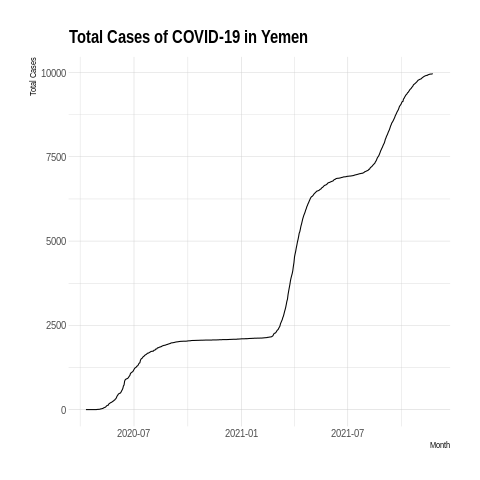 Total Cases of COVID-19 in Yemen
Total Cases
10000
7500
5000
2500
0
2020-07 2021-01 2021-07
Month